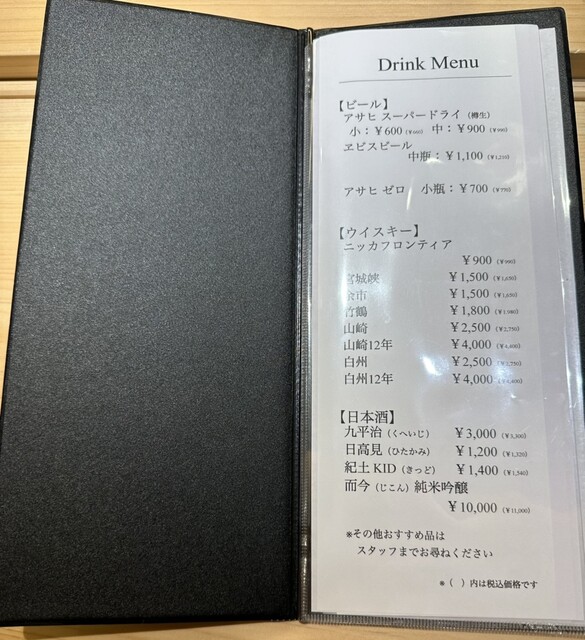 Drink Menu
【ビール】
アサヒ スーパードライ（樽生）
小：￥600（¥660） 中：￥900（¥990）
ヱビスビール
中瓶：￥1,100（¥1,210）
アサヒ ゼロ 小瓶：￥700（¥770）
【ウイスキー】
ニッカフロンティア
￥900（¥990）
宮城峡 ￥1,500（¥1,650）
余市 ￥1,500（¥1,650）
竹鶴 ￥1,800（¥1,980）
山崎 ￥2,500（¥2,750）
山崎12年 ￥4,000（¥4,400）
白州 ￥2,500（¥2,750）
白州12年 ￥4,000（¥4,400）
【日本酒】
九平治（くへいじ） ￥3,000（¥3,300）
日高見（ひたかみ） ￥1,200（¥1,320）
紀土 KID（きっど） ￥1,400（¥1,540）
而今（じこん）純米吟醸
￥10,000（¥11,000）
※その他おすすめ品は
スタッフまでお尋ねください
※（ ）内は税込価格です